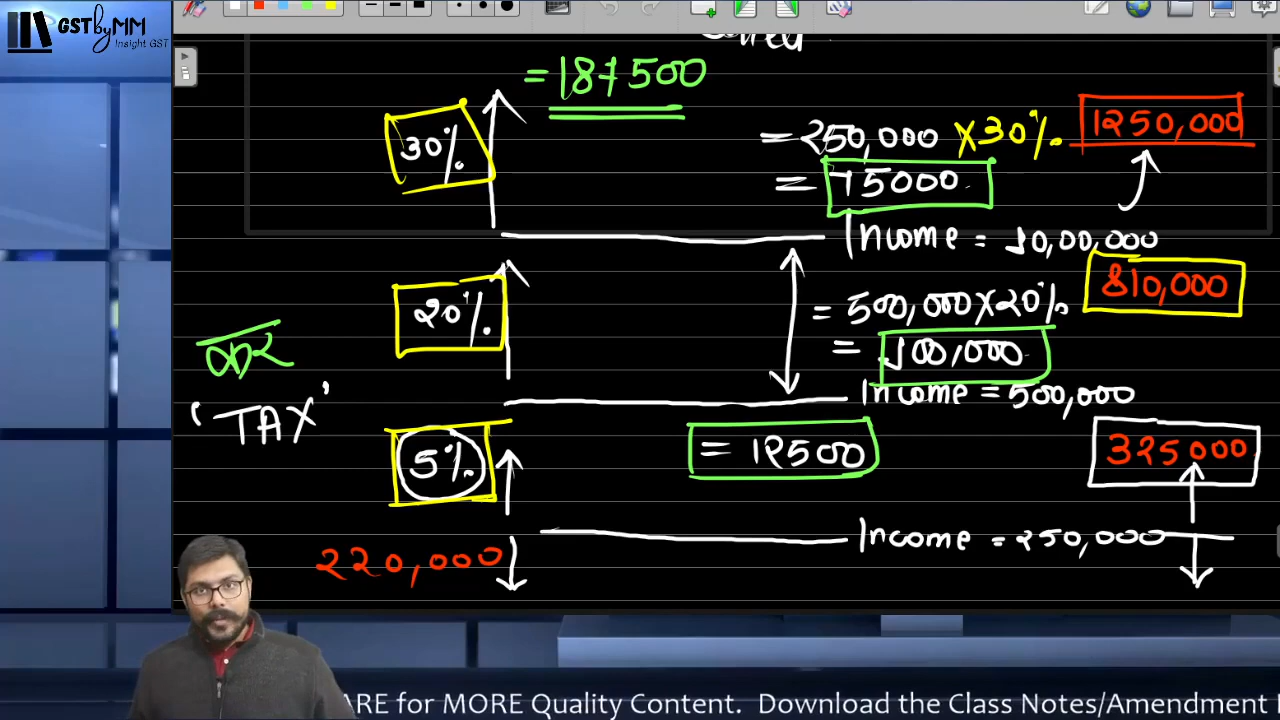 GSTbyMM
Insight GST
= 187500
30%
= 250,000 x 30%
1250,000
= 75000
Income = 10,00,000
810,000
20%
= 500,000 x 20%
= 100,000
Income = 500,000
'TAX'
5%
= 12500
325000
Income = 250,000
220,000
ARE for MORE Quality Content. Download the Class Notes/Amendment